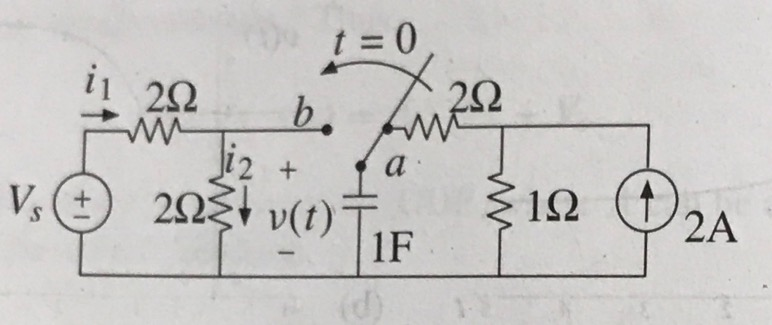 t = 0
i1 2Ω b 2Ω
i2 + a
Vs + − 2Ω v(t) 1Ω 2A
− 1F
(d)